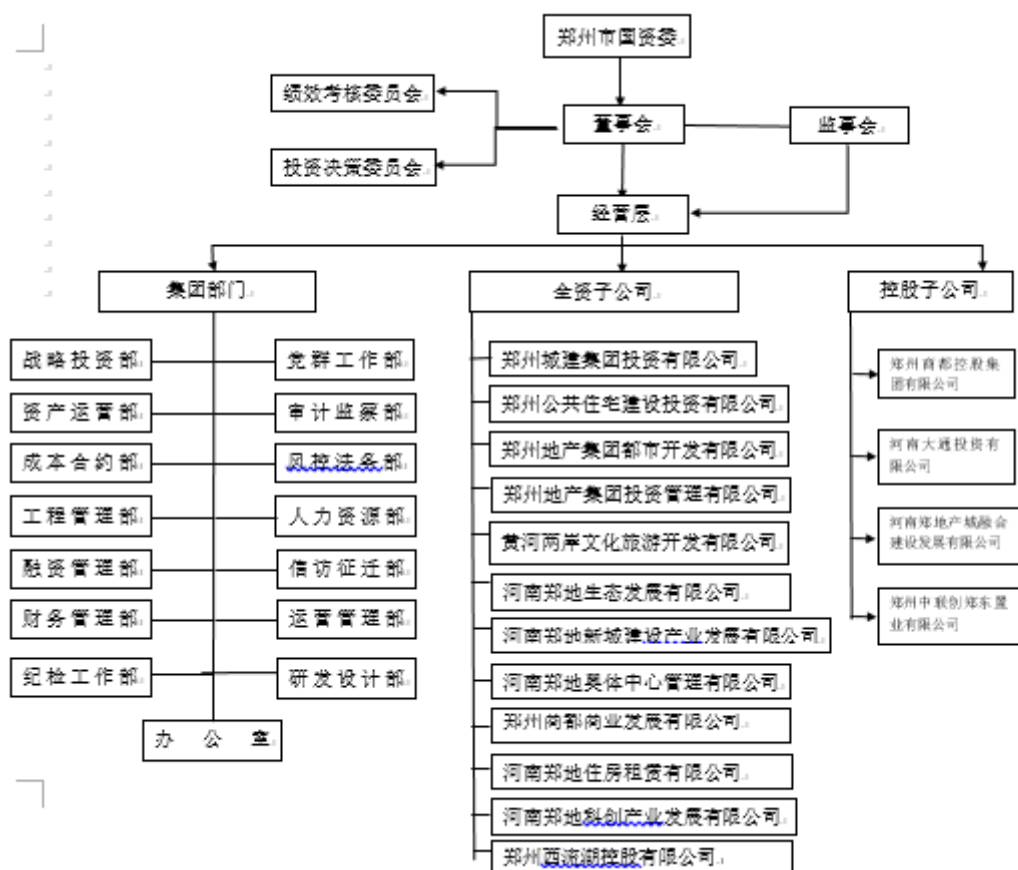 郑州市国资委
绩效考核委员会
董事会
监事会
投资决策委员会
经营层
集团部门
全资子公司
控股子公司
战略投资部
党群工作部
资产运营部
审计监察部
成本合约部
风控法务部
工程管理部
人力资源部
融资管理部
信访征迁部
财务管理部
运营管理部
纪检工作部
研发设计部
办公室
郑州城建集团投资有限公司
郑州公共住宅建设投资有限公司
郑州地产集团都市开发有限公司
郑州地产集团投资管理有限公司
黄河两岸文化旅游开发有限公司
河南郑地生态发展有限公司
河南郑地新城建设产业发展有限公司
河南郑地奥体中心管理有限公司
郑州商都商业发展有限公司
河南郑地住房租赁有限公司
河南郑地科创产业发展有限公司
郑州西流湖控股有限公司
郑州商都控股集
团有限公司
河南大通投资有
限公司
河南郑地产城融合
建设发展有限公司
郑州中联创郑东置
业有限公司